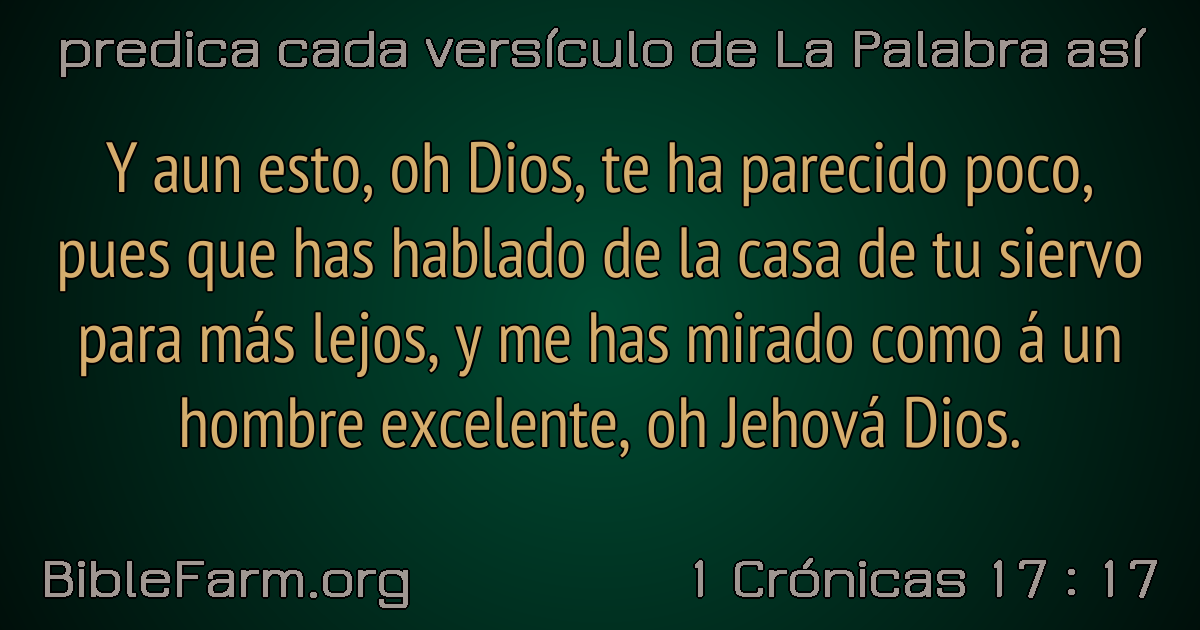 predica cada versículo de La Palabra así
Y aun esto, oh Dios, te ha parecido poco,
pues que has hablado de la casa de tu siervo
para más lejos, y me has mirado como á un
hombre excelente, oh Jehová Dios.
BibleFarm.org
1 Crónicas 17 : 17